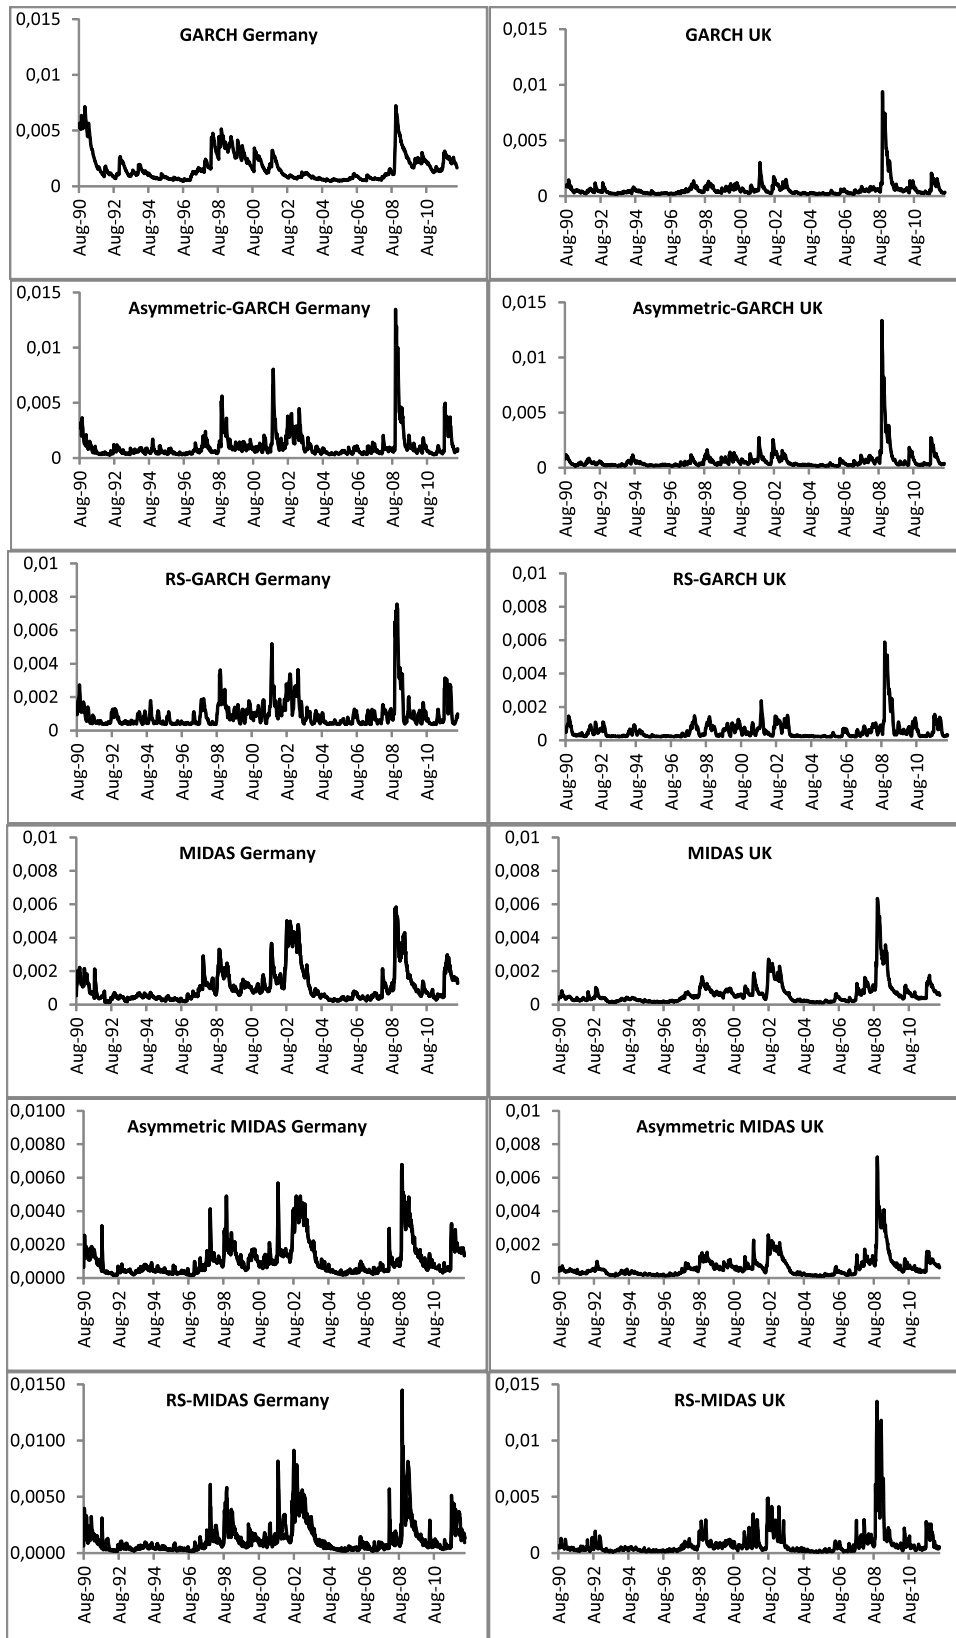 GARCH Germany
0,015
0,01
0,005
0
Aug-90 Aug-92 Aug-94 Aug-96 Aug-98 Aug-00 Aug-02 Aug-04 Aug-06 Aug-08 Aug-10
GARCH UK
0,015
0,01
0,005
0
Aug-90 Aug-92 Aug-94 Aug-96 Aug-98 Aug-00 Aug-02 Aug-04 Aug-06 Aug-08 Aug-10
Asymmetric-GARCH Germany
0,015
0,01
0,005
0
Aug-90 Aug-92 Aug-94 Aug-96 Aug-98 Aug-00 Aug-02 Aug-04 Aug-06 Aug-08 Aug-10
Asymmetric-GARCH UK
0,015
0,01
0,005
0
Aug-90 Aug-92 Aug-94 Aug-96 Aug-98 Aug-00 Aug-02 Aug-04 Aug-06 Aug-08 Aug-10
RS-GARCH Germany
0,01
0,008
0,006
0,004
0,002
0
Aug-90 Aug-92 Aug-94 Aug-96 Aug-98 Aug-00 Aug-02 Aug-04 Aug-06 Aug-08 Aug-10
RS-GARCH UK
0,01
0,008
0,006
0,004
0,002
0
Aug-90 Aug-92 Aug-94 Aug-96 Aug-98 Aug-00 Aug-02 Aug-04 Aug-06 Aug-08 Aug-10
MIDAS Germany
0,01
0,008
0,006
0,004
0,002
0
Aug-90 Aug-92 Aug-94 Aug-96 Aug-98 Aug-00 Aug-02 Aug-04 Aug-06 Aug-08 Aug-10
MIDAS UK
0,01
0,008
0,006
0,004
0,002
0
Aug-90 Aug-92 Aug-94 Aug-96 Aug-98 Aug-00 Aug-02 Aug-04 Aug-06 Aug-08 Aug-10
Asymmetric MIDAS Germany
0,0100
0,0080
0,0060
0,0040
0,0020
0,0000
Aug-90 Aug-92 Aug-94 Aug-96 Aug-98 Aug-00 Aug-02 Aug-04 Aug-06 Aug-08 Aug-10
Asymmetric MIDAS UK
0,01
0,008
0,006
0,004
0,002
0
Aug-90 Aug-92 Aug-94 Aug-96 Aug-98 Aug-00 Aug-02 Aug-04 Aug-06 Aug-08 Aug-10
RS-MIDAS Germany
0,0150
0,0100
0,0050
0,0000
Aug-90 Aug-92 Aug-94 Aug-96 Aug-98 Aug-00 Aug-02 Aug-04 Aug-06 Aug-08 Aug-10
RS-MIDAS UK
0,015
0,01
0,005
0
Aug-90 Aug-92 Aug-94 Aug-96 Aug-98 Aug-00 Aug-02 Aug-04 Aug-06 Aug-08 Aug-10